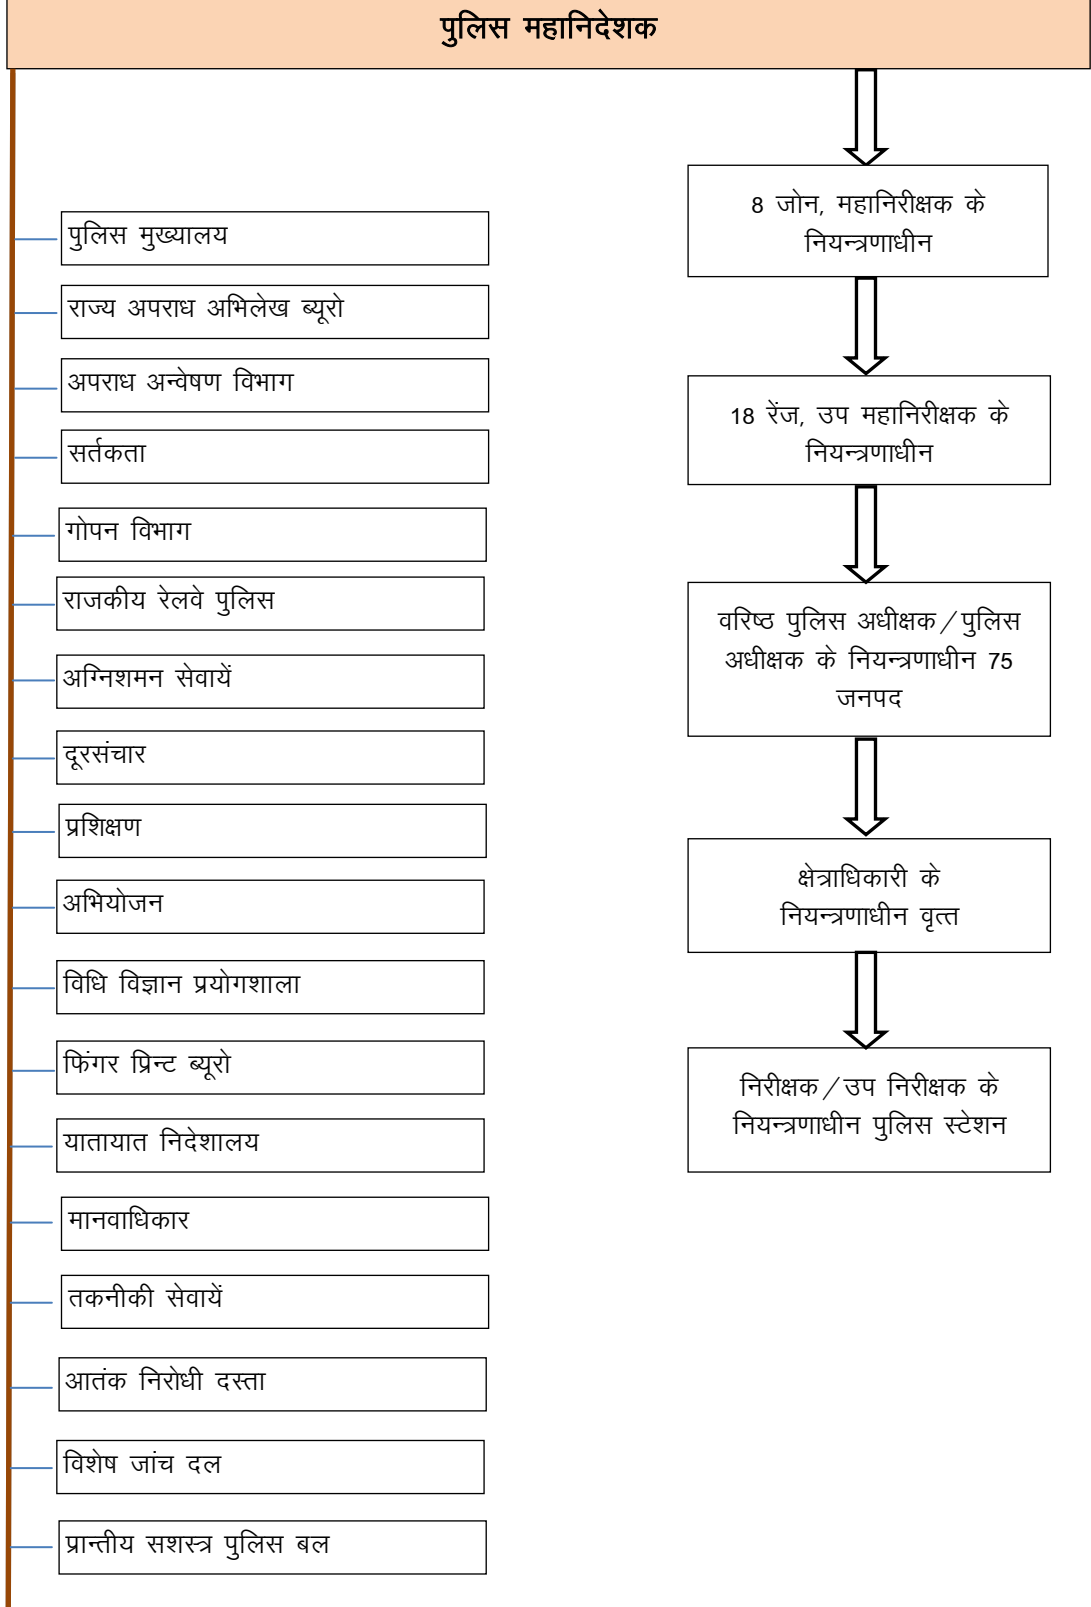 पुलिस महानिदेशक
पुलिस मुख्यालय
राज्य अपराध अभिलेख ब्यूरो
अपराध अन्वेषण विभाग
सर्तकता
गोपन विभाग
राजकीय रेलवे पुलिस
अग्निशमन सेवायें
दूरसंचार
प्रशिक्षण
अभियोजन
विधि विज्ञान प्रयोगशाला
फिंगर प्रिन्ट ब्यूरो
यातायात निदेशालय
मानवाधिकार
तकनीकी सेवायें
आतंक निरोधी दस्ता
विशेष जांच दल
प्रान्तीय सशस्त्र पुलिस बल
8 जोन, महानिरीक्षक के
नियन्त्रणाधीन
18 रेंज, उप महानिरीक्षक के
नियन्त्रणाधीन
वरिष्ठ पुलिस अधीक्षक/पुलिस
अधीक्षक के नियन्त्रणाधीन 75
जनपद
क्षेत्राधिकारी के
नियन्त्रणाधीन वृत्त
निरीक्षक/उप निरीक्षक के
नियन्त्रणाधीन पुलिस स्टेशन